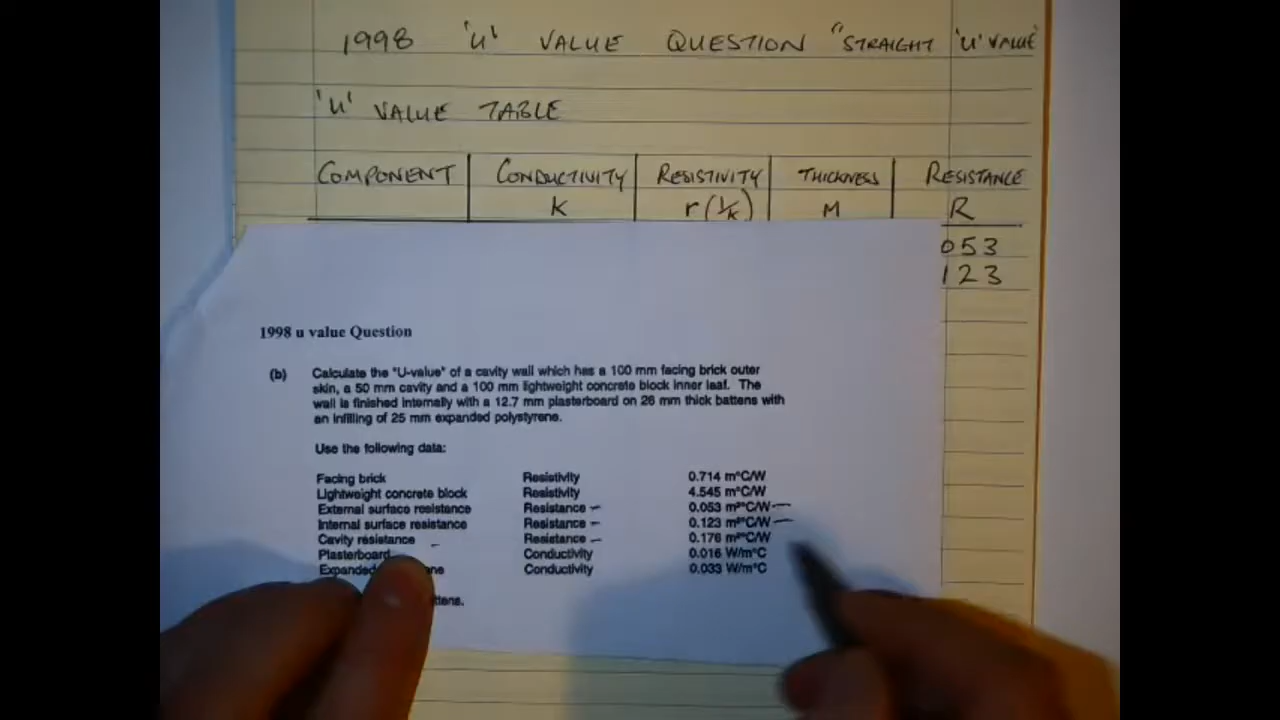 1998 'U' VALUE QUESTION "STRAIGHT 'U' VALUE"
'U' VALUE TABLE
COMPONENT CONDUCTIVITY RESISTIVITY THICKNESS RESISTANCE
K r (1/K) M R
053
123
1998 u value Question
(b) Calculate the "U-value" of a cavity wall which has a 100 mm facing brick outer
skin, a 50 mm cavity and a 100 mm lightweight concrete block inner leaf. The
wall is finished internally with a 12.7 mm plasterboard on 26 mm thick battens with
an infilling of 25 mm expanded polystyrene.
Use the following data:
Facing brick Resistivity 0.714 m°C/W
Lightweight concrete block Resistivity 4.545 m°C/W
External surface resistance Resistance 0.053 m²°C/W
Internal surface resistance Resistance 0.123 m²°C/W
Cavity resistance Resistance 0.176 m²°C/W
Plasterboard Conductivity 0.016 W/m°C
Expanded Conductivity 0.033 W/m°C